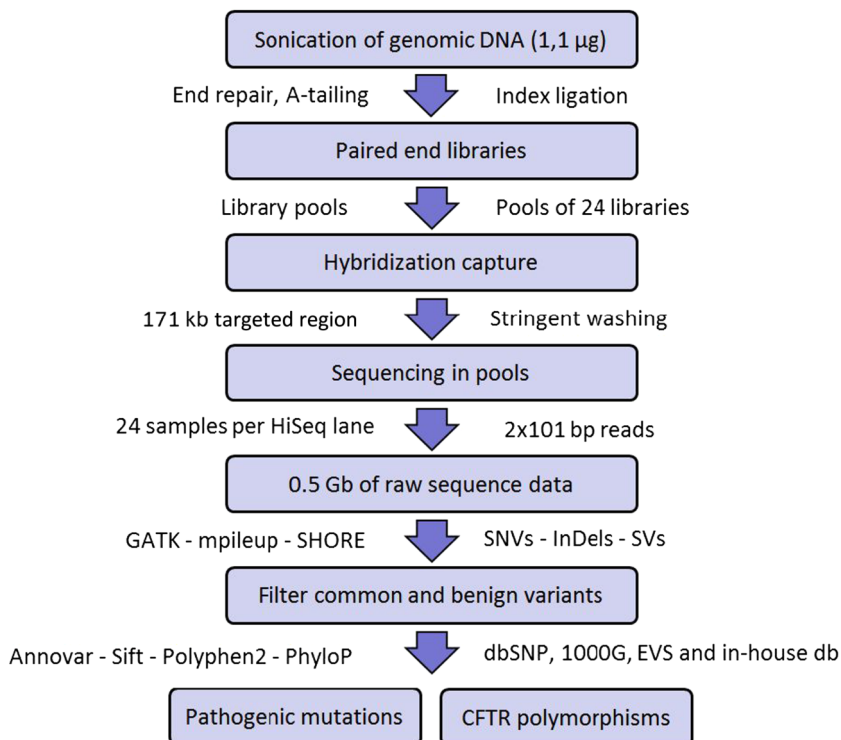 Sonication of genomic DNA (1,1 µg)
End repair, A-tailing
Index ligation
Paired end libraries
Library pools
Pools of 24 libraries
Hybridization capture
171 kb targeted region
Stringent washing
Sequencing in pools
24 samples per HiSeq lane
2x101 bp reads
0.5 Gb of raw sequence data
GATK - mpileup - SHORE
SNVs - InDels - SVs
Filter common and benign variants
Annovar - Sift - Polyphen2 - PhyloP
dbSNP, 1000G, EVS and in-house db
Pathogenic mutations
CFTR polymorphisms